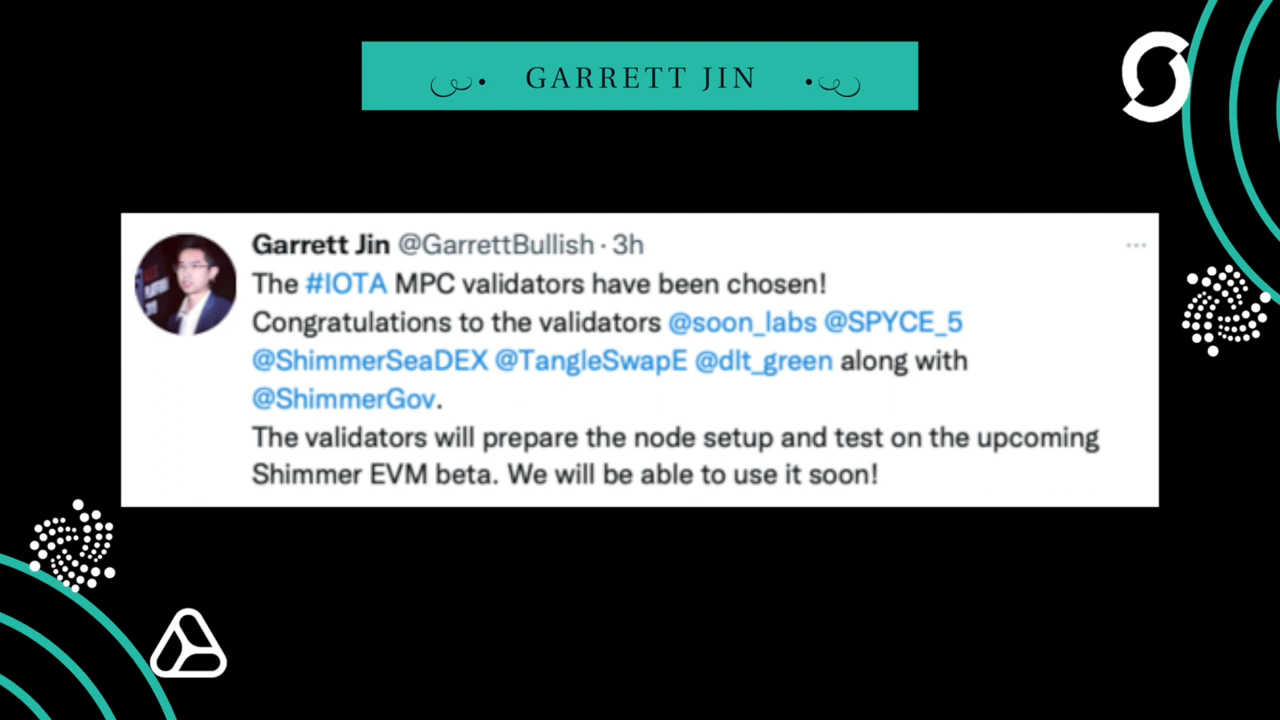 GARRETT JIN
Garrett Jin @GarrettBullish · 3h
The #IOTA MPC validators have been chosen!
Congratulations to the validators @soon_labs @SPYCE_5
@ShimmerSeaDEX @TangleSwapE @dlt_green along with
@ShimmerGov.
The validators will prepare the node setup and test on the upcoming
Shimmer EVM beta. We will be able to use it soon!